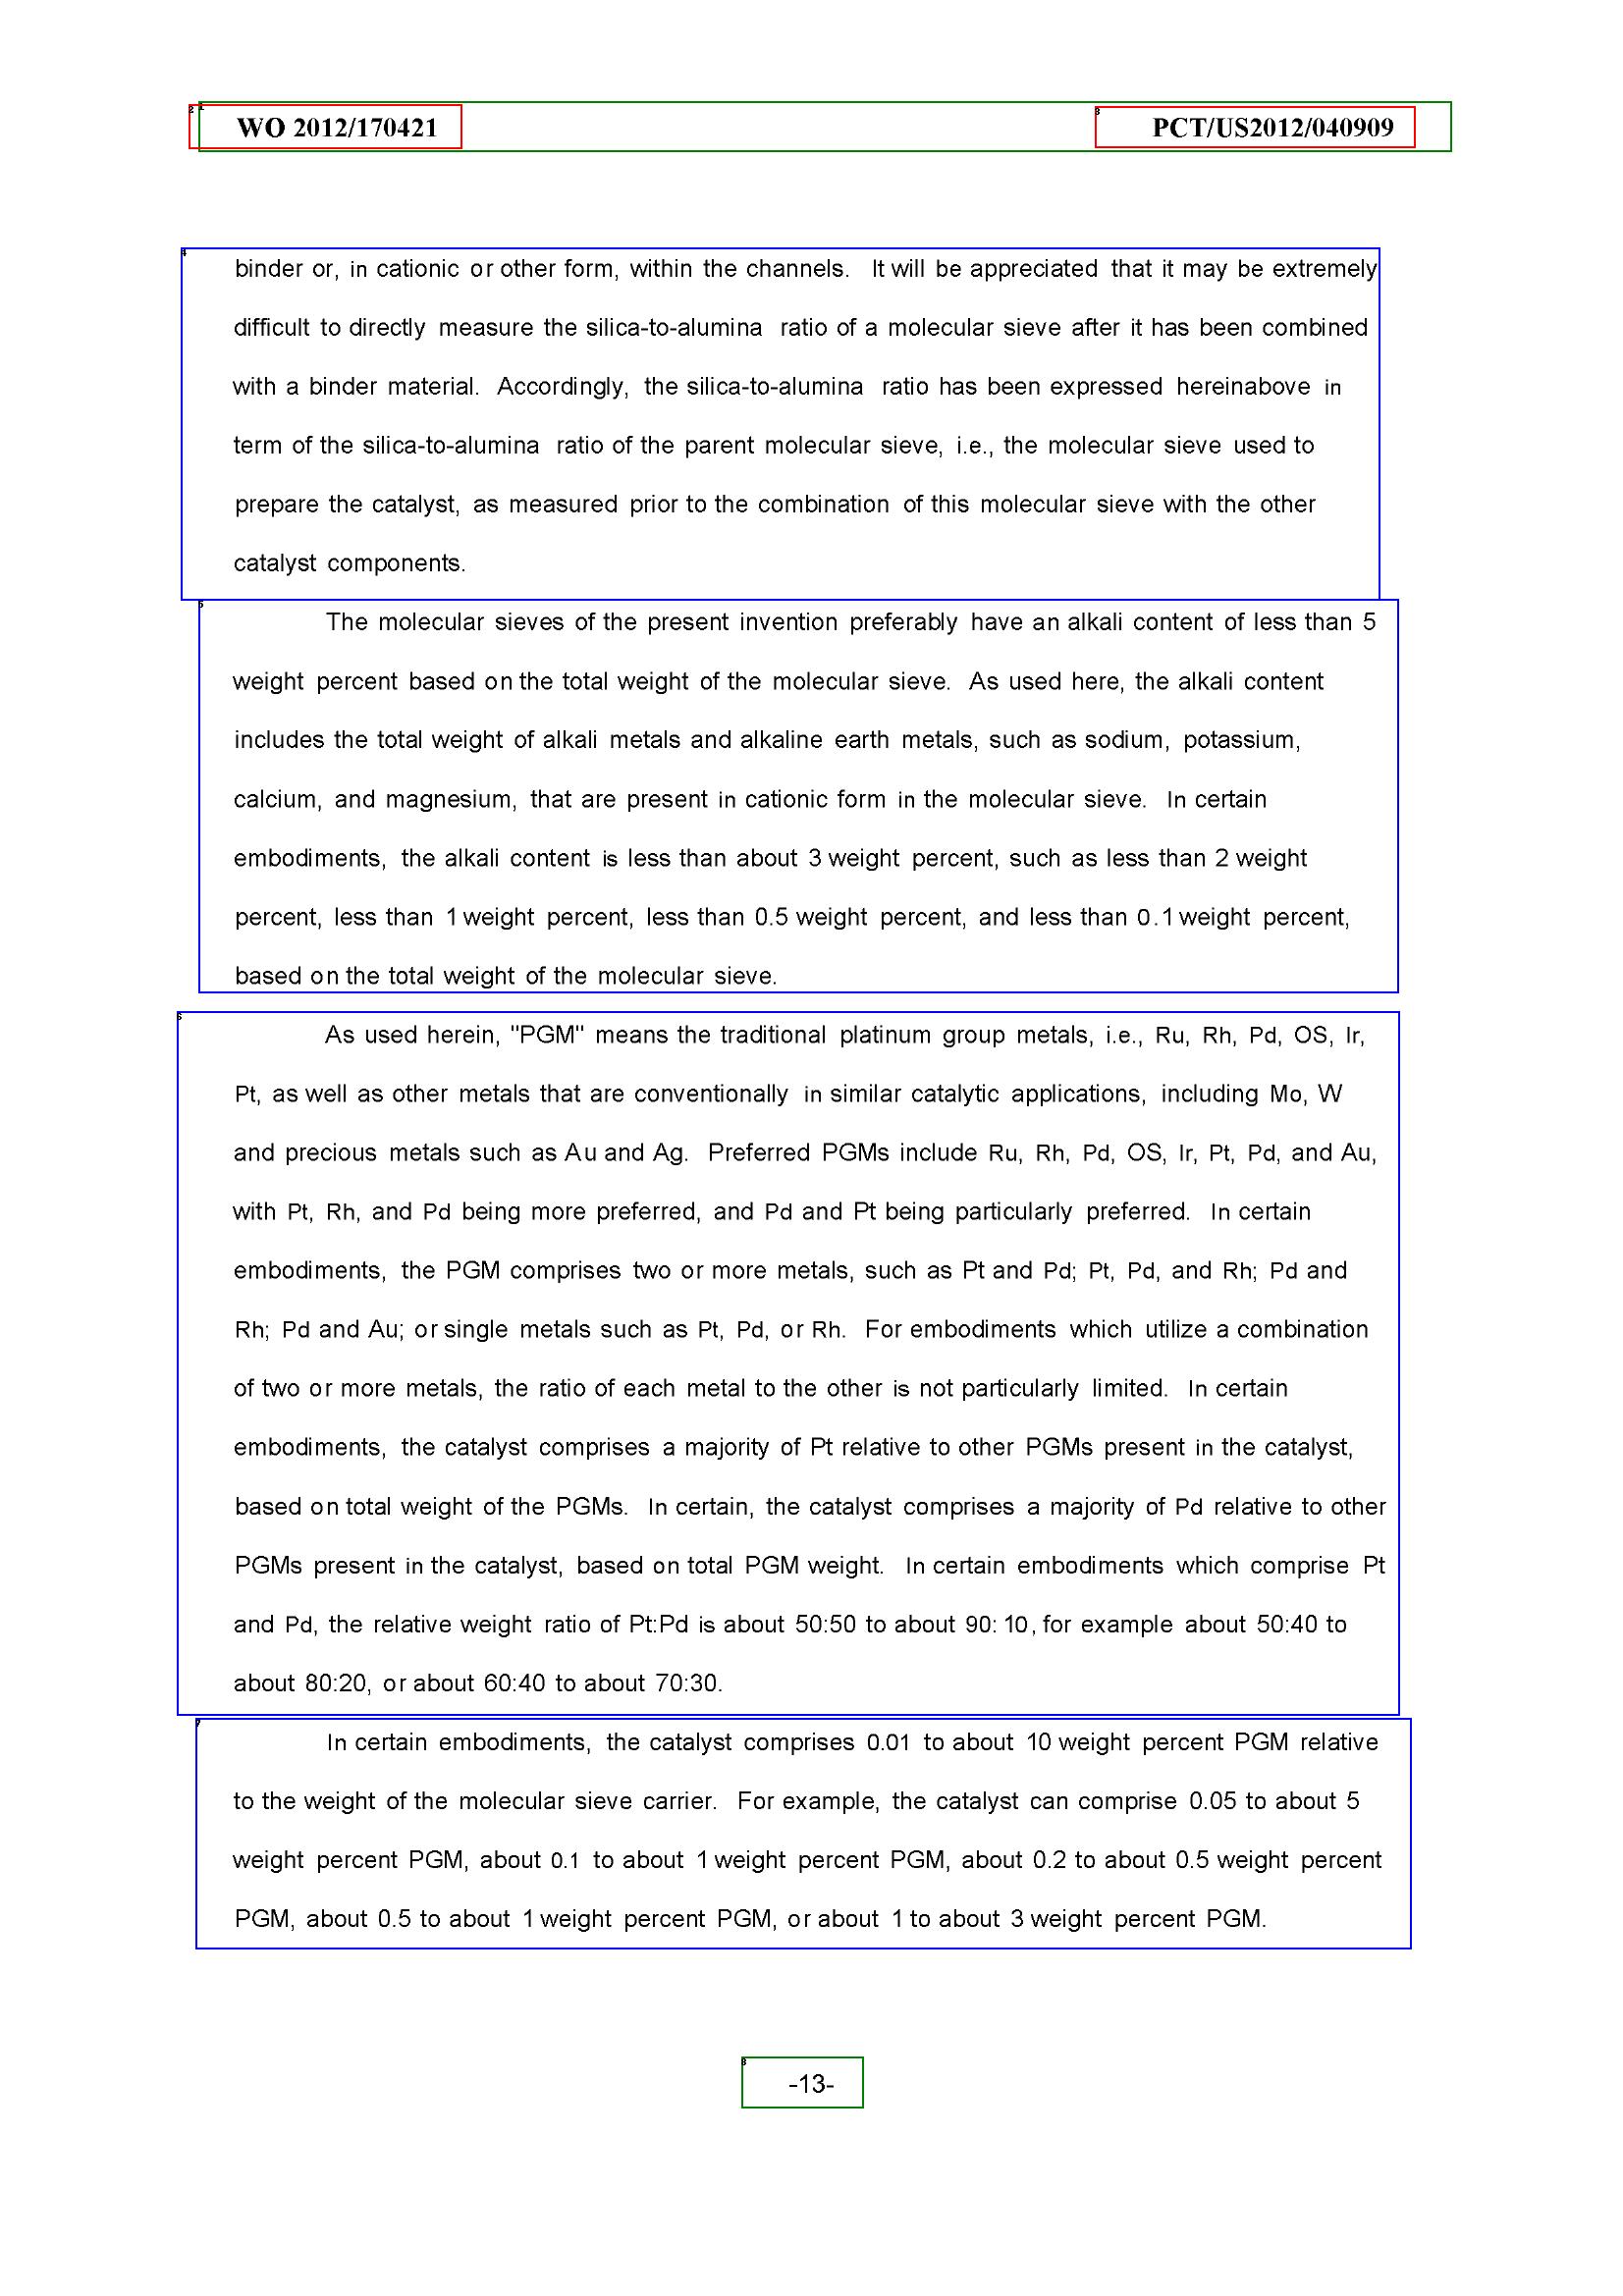 WO 2012/170421 PCT/US2012/040909
binder or, in cationic or other form, within the channels. It will be appreciated that it may be extremely
difficult to directly measure the silica-to-alumina ratio of a molecular sieve after it has been combined
with a binder material. Accordingly, the silica-to-alumina ratio has been expressed hereinabove in
term of the silica-to-alumina ratio of the parent molecular sieve, i.e., the molecular sieve used to
prepare the catalyst, as measured prior to the combination of this molecular sieve with the other
catalyst components.
The molecular sieves of the present invention preferably have an alkali content of less than 5
weight percent based on the total weight of the molecular sieve. As used here, the alkali content
includes the total weight of alkali metals and alkaline earth metals, such as sodium, potassium,
calcium, and magnesium, that are present in cationic form in the molecular sieve. In certain
embodiments, the alkali content is less than about 3 weight percent, such as less than 2 weight
percent, less than 1 weight percent, less than 0.5 weight percent, and less than 0.1 weight percent,
based on the total weight of the molecular sieve.
As used herein, "PGM" means the traditional platinum group metals, i.e., Ru, Rh, Pd, OS, Ir,
Pt, as well as other metals that are conventionally in similar catalytic applications, including Mo, W
and precious metals such as Au and Ag. Preferred PGMs include Ru, Rh, Pd, OS, Ir, Pt, Pd, and Au,
with Pt, Rh, and Pd being more preferred, and Pd and Pt being particularly preferred. In certain
embodiments, the PGM comprises two or more metals, such as Pt and Pd; Pt, Pd, and Rh; Pd and
Rh; Pd and Au; or single metals such as Pt, Pd, or Rh. For embodiments which utilize a combination
of two or more metals, the ratio of each metal to the other is not particularly limited. In certain
embodiments, the catalyst comprises a majority of Pt relative to other PGMs present in the catalyst,
based on total weight of the PGMs. In certain, the catalyst comprises a majority of Pd relative to other
PGMs present in the catalyst, based on total PGM weight. In certain embodiments which comprise Pt
and Pd, the relative weight ratio of Pt:Pd is about 50:50 to about 90: 10, for example about 50:40 to
about 80:20, or about 60:40 to about 70:30.
In certain embodiments, the catalyst comprises 0.01 to about 10 weight percent PGM relative
to the weight of the molecular sieve carrier. For example, the catalyst can comprise 0.05 to about 5
weight percent PGM, about 0.1 to about 1 weight percent PGM, about 0.2 to about 0.5 weight percent
PGM, about 0.5 to about 1 weight percent PGM, or about 1 to about 3 weight percent PGM.
-13-